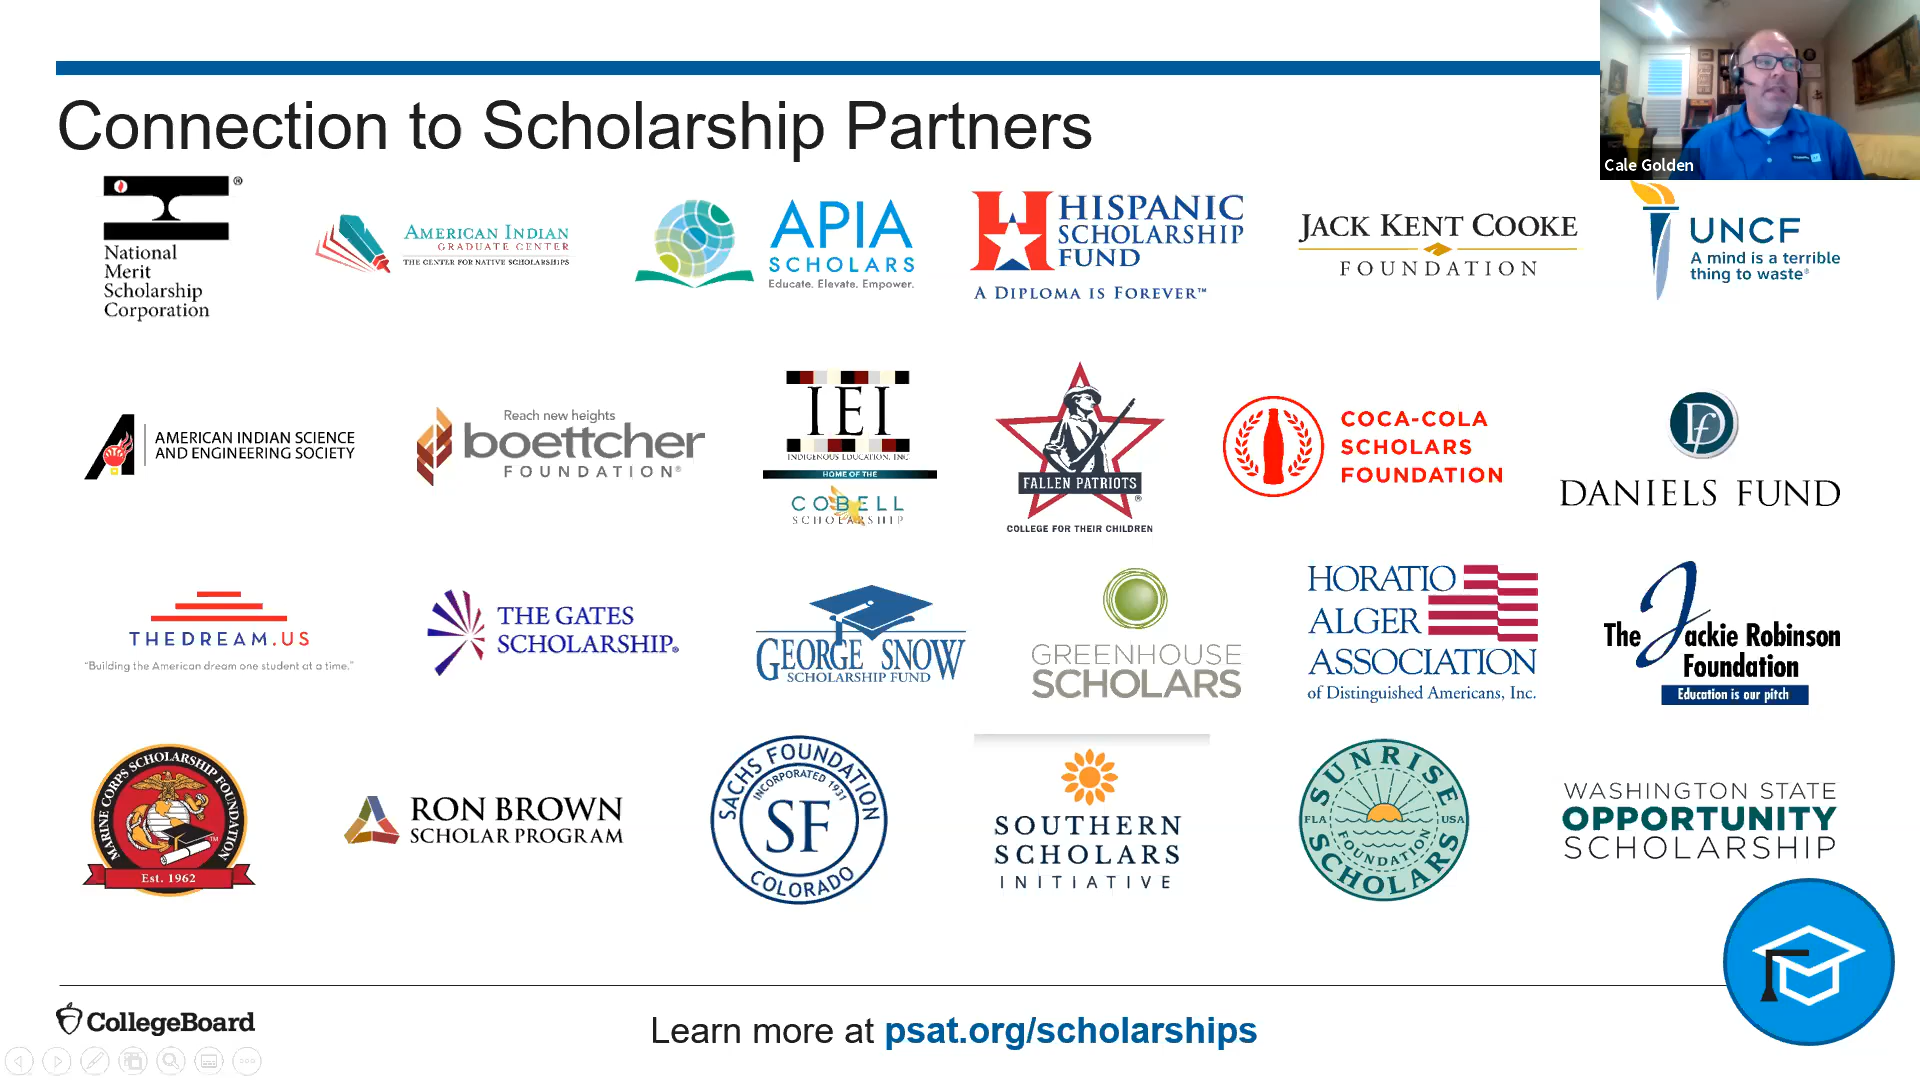 Cale Golden
Connection to Scholarship Partners
®
National
Merit
Scholarship
Corporation
AMERICAN INDIAN
GRADUATE CENTER
THE CENTER FOR NATIVE SCHOLARSHIPS
APIA
SCHOLARS
Educate. Elevate. Empower.
HISPANIC
SCHOLARSHIP
FUND
A DIPLOMA IS FOREVER™
JACK KENT COOKE
FOUNDATION
UNCF
A mind is a terrible
thing to waste®
AMERICAN INDIAN SCIENCE
AND ENGINEERING SOCIETY
Reach new heights
boettcher
FOUNDATION®
IEI
INDIGENOUS EDUCATION, INC.
HOME OF THE
COBELL
SCHOLARSHIP
FALLEN PATRIOTS
®
COLLEGE FOR THEIR CHILDREN
COCA-COLA
SCHOLARS
FOUNDATION
Df
DANIELS FUND
THEDREAM.US
“Building the American dream one student at a time.”
THE GATES
SCHOLARSHIP®
GEORGE SNOW
SCHOLARSHIP FUND
GREENHOUSE
SCHOLARS
HORATIO
ALGER
ASSOCIATION
of Distinguished Americans, Inc.
The Jackie Robinson
Foundation
Education is our pitch
MARINE CORPS SCHOLARSHIP FOUNDATION
™
Est. 1962
RON BROWN
SCHOLAR PROGRAM
SACHS FOUNDATION
INCORPORATED 1931
SF
COLORADO
SOUTHERN
SCHOLARS
INITIATIVE
SUNRISE
FLA USA
FOUNDATION
SCHOLARS
WASHINGTON STATE
OPPORTUNITY
SCHOLARSHIP
CollegeBoard
Learn more at psat.org/scholarships